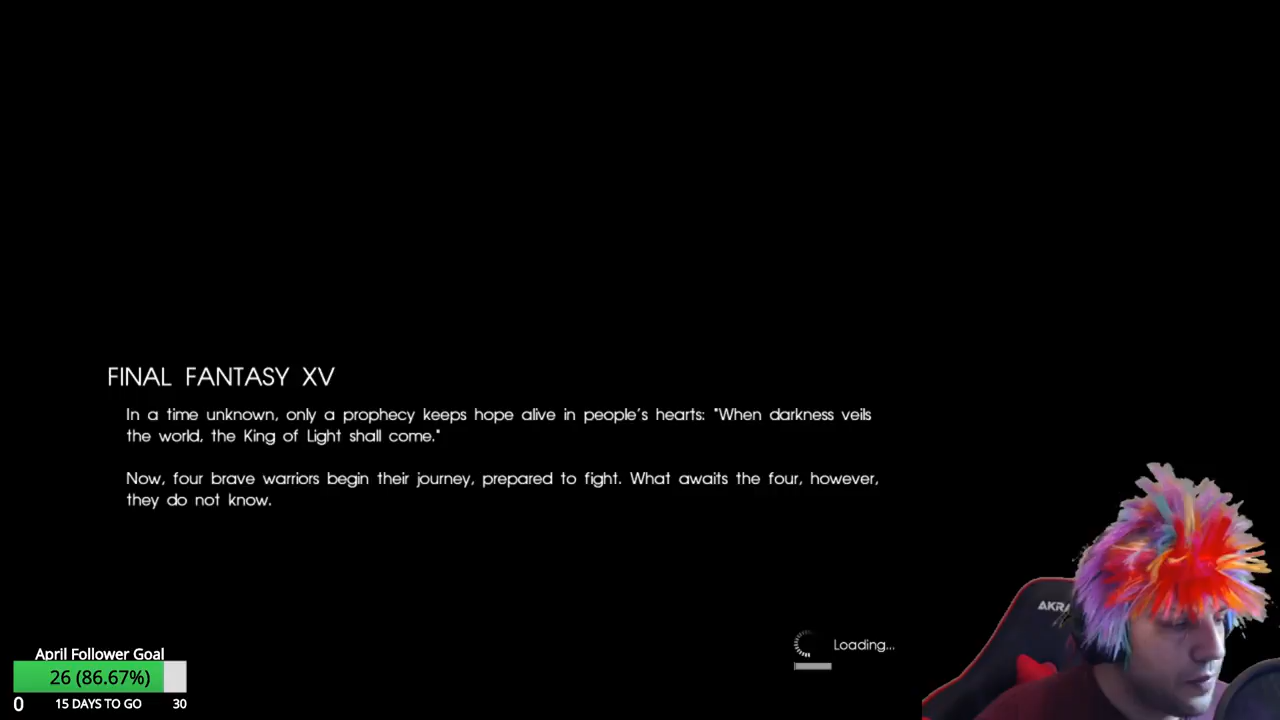 FINAL FANTASY XV
In a time unknown, only a prophecy keeps hope alive in people's hearts: "When darkness veils
the world, the King of Light shall come."
Now, four brave warriors begin their journey, prepared to fight. What awaits the four, however,
they do not know.
Loading...
April Follower Goal
26 (86.67%)
0 15 DAYS TO GO 30